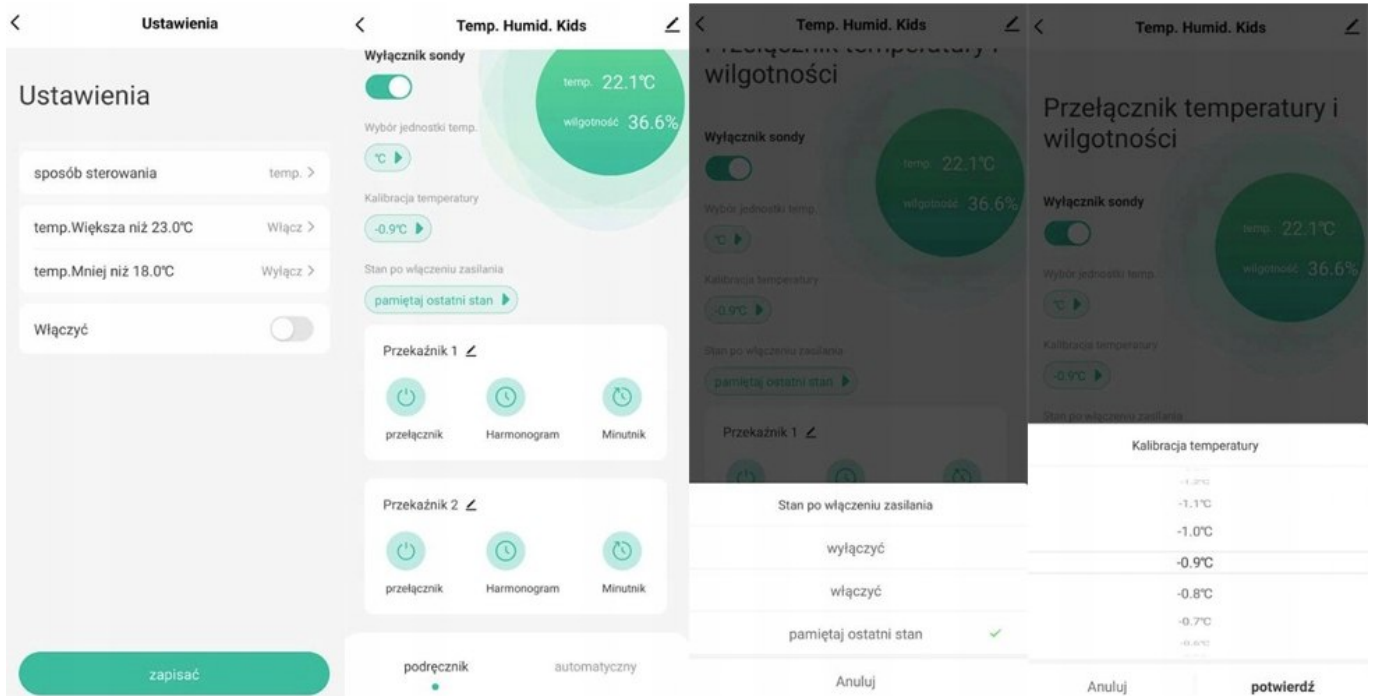 Ustawienia
Ustawienia
sposób sterowania temp. >
temp.Większa niż 23.0℃ Włącz >
temp.Mniej niż 18.0℃ Wyłącz >
Włączyć
zapisać
Temp. Humid. Kids
Wyłącznik sondy
temp. 22.1℃
wilgotność 36.6%
Wybór jednostki temp.
℃
Kalibracja temperatury
-0.9℃
Stan po włączeniu zasilania
pamiętaj ostatni stan
Przekaźnik 1
przełącznik Harmonogram Minutnik
Przekaźnik 2
przełącznik Harmonogram Minutnik
podręcznik automatyczny
Temp. Humid. Kids
Przełącznik temperatury i
wilgotności
Wyłącznik sondy
temp. 22.1℃
wilgotność 36.6%
Wybór jednostki temp.
℃
Kalibracja temperatury
-0.9℃
Stan po włączeniu zasilania
pamiętaj ostatni stan
Przekaźnik 1
Stan po włączeniu zasilania
wyłączyć
włączyć
pamiętaj ostatni stan
Anuluj
Temp. Humid. Kids
Przełącznik temperatury i
wilgotności
Wyłącznik sondy
temp. 22.1℃
wilgotność 36.6%
Wybór jednostki temp.
℃
Kalibracja temperatury
-0.9℃
Stan po włączeniu zasilania
Kalibracja temperatury
-1.2℃
-1.1℃
-1.0℃
-0.9℃
-0.8℃
-0.7℃
-0.6℃
Anuluj potwierdź